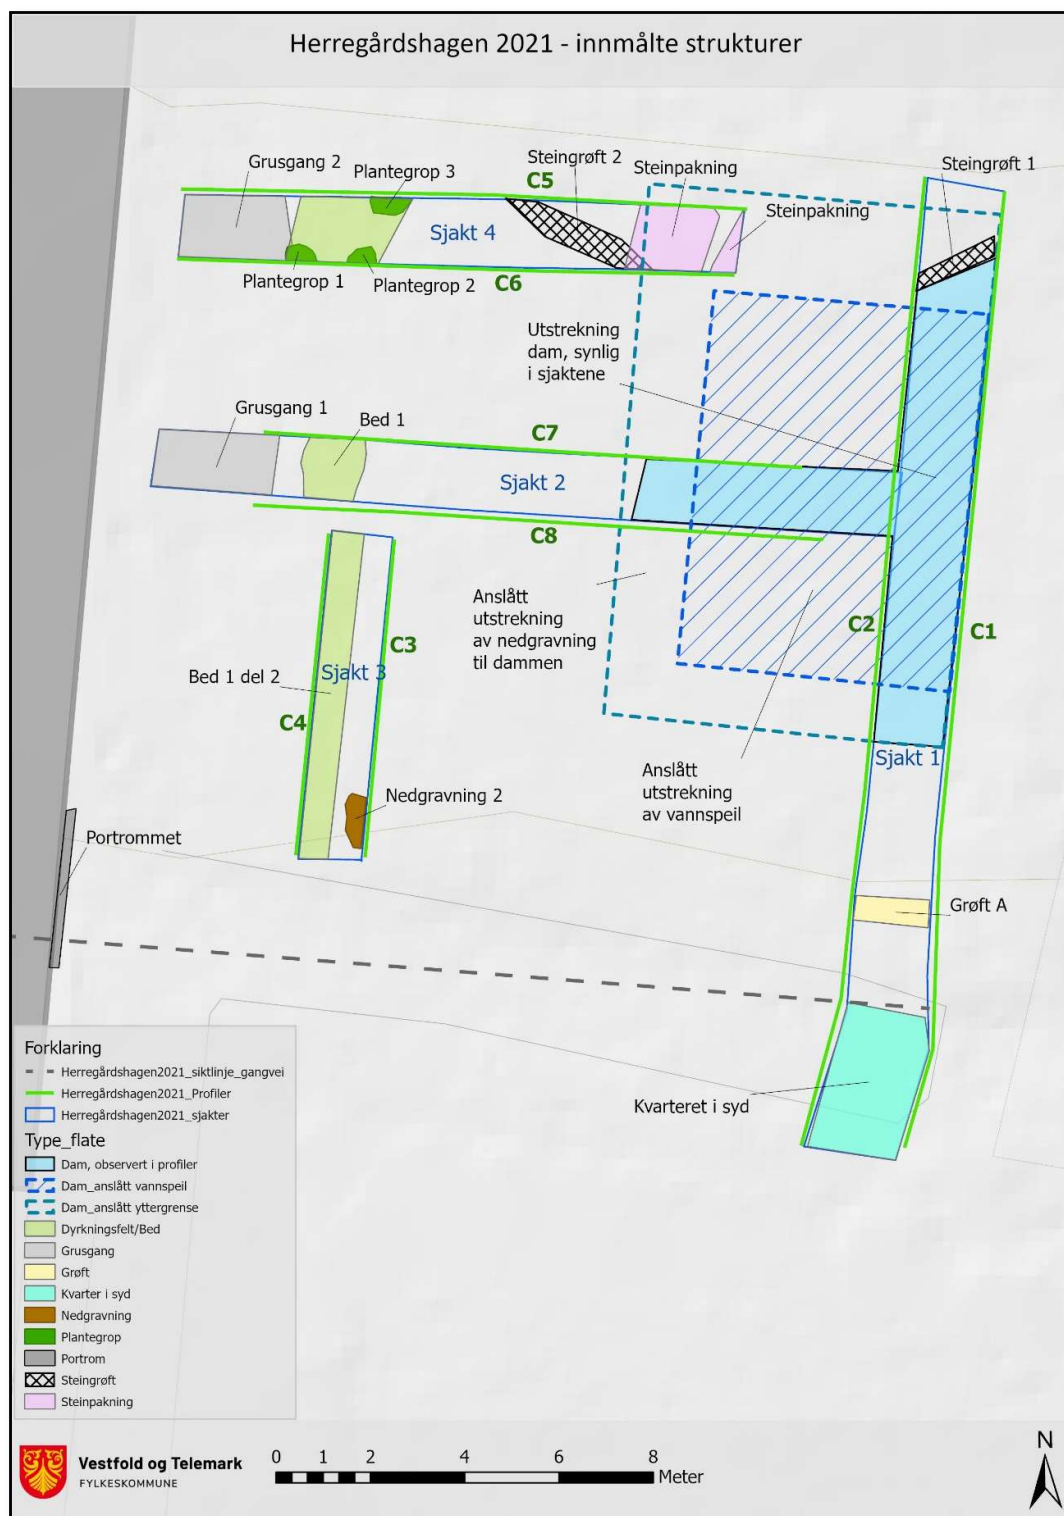 Herregårdshagen 2021 - innmålte strukturer
Grusgang 2
Plantegrop 3
Steingrøft 2
C5
Steinpakning
Steingrøft 1
Steinpakning
Sjakt 4
Plantegrop 1
Plantegrop 2
C6
Utstrekning
dam, synlig
i sjaktene
Grusgang 1
Bed 1
C7
Sjakt 2
C8
Anslått
utstrekning
av nedgravning
til dammen
C2
C1
C3
Bed 1 del 2
Sjakt 3
C4
Sjakt 1
Anslått
utstrekning
av vannspeil
Nedgravning 2
Portrommet
Grøft A
Kvarteret i syd
Forklaring
Herregårdshagen2021_siktlinje_gangvei
Herregårdshagen2021_Profiler
Herregårdshagen2021_sjakter
Type_flate
Dam, observert i profiler
Dam_anslått vannspeil
Dam_anslått yttergrense
Dyrkningsfelt/Bed
Grusgang
Grøft
Kvarter i syd
Nedgravning
Plantegrop
Portrom
Steingrøft
Steinpakning
Vestfold og Telemark
FYLKESKOMMUNE
0 1 2 4 6 8
Meter
N